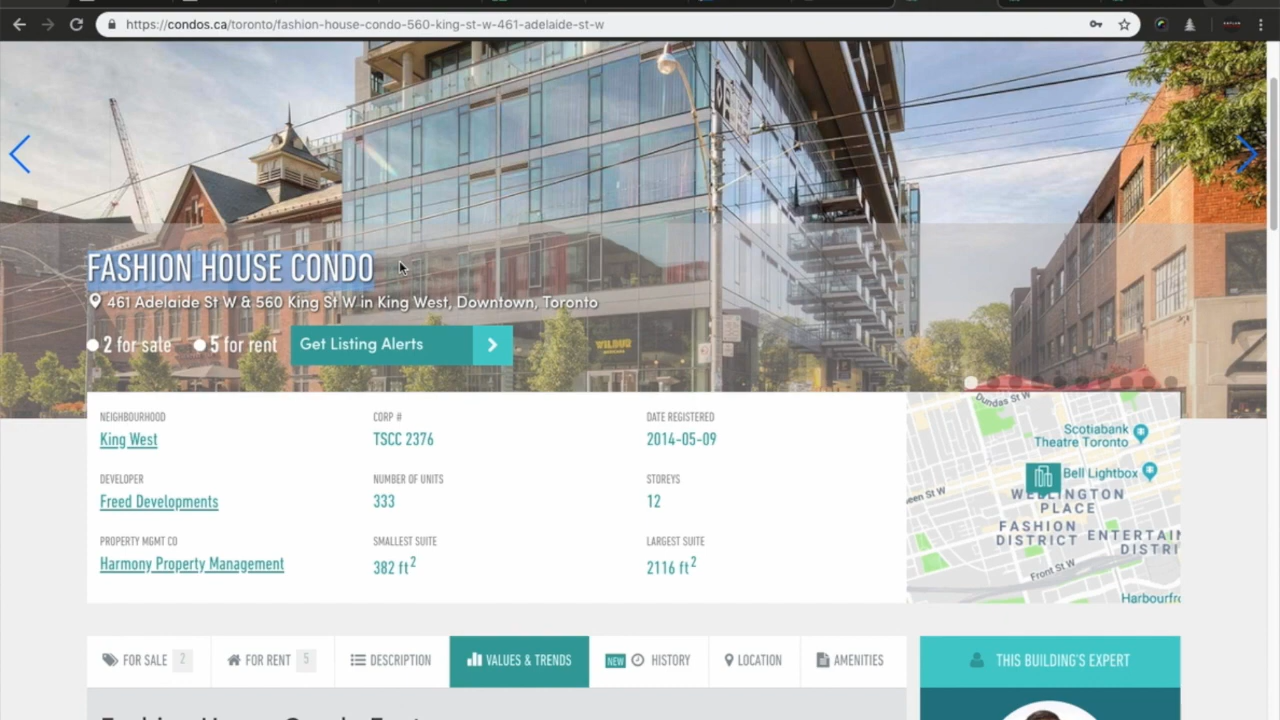 https://condos.ca/toronto/fashion-house-condo-560-king-st-w-461-adelaide-st-w
FASHION HOUSE CONDO
461 Adelaide St W & 560 King St W in King West, Downtown, Toronto
2 for sale 5 for rent Get Listing Alerts
WILBUR
NEIGHBOURHOOD CORP # DATE REGISTERED
King West TSCC 2376 2014-05-09
DEVELOPER NUMBER OF UNITS STOREYS
Freed Developments 333 12
PROPERTY MGMT CO SMALLEST SUITE LARGEST SUITE
Harmony Property Management 382 ft² 2116 ft²
Dundas St W
Scotiabank
Theatre Toronto
Bell Lightbox
een St W
WELLINGTON
PLACE
FASHION
DISTRICT
ENTERTAIN
DISTRI
Front St W
Harbourfr
FOR SALE 2 FOR RENT 5 DESCRIPTION VALUES & TRENDS NEW HISTORY LOCATION AMENITIES
THIS BUILDING'S EXPERT